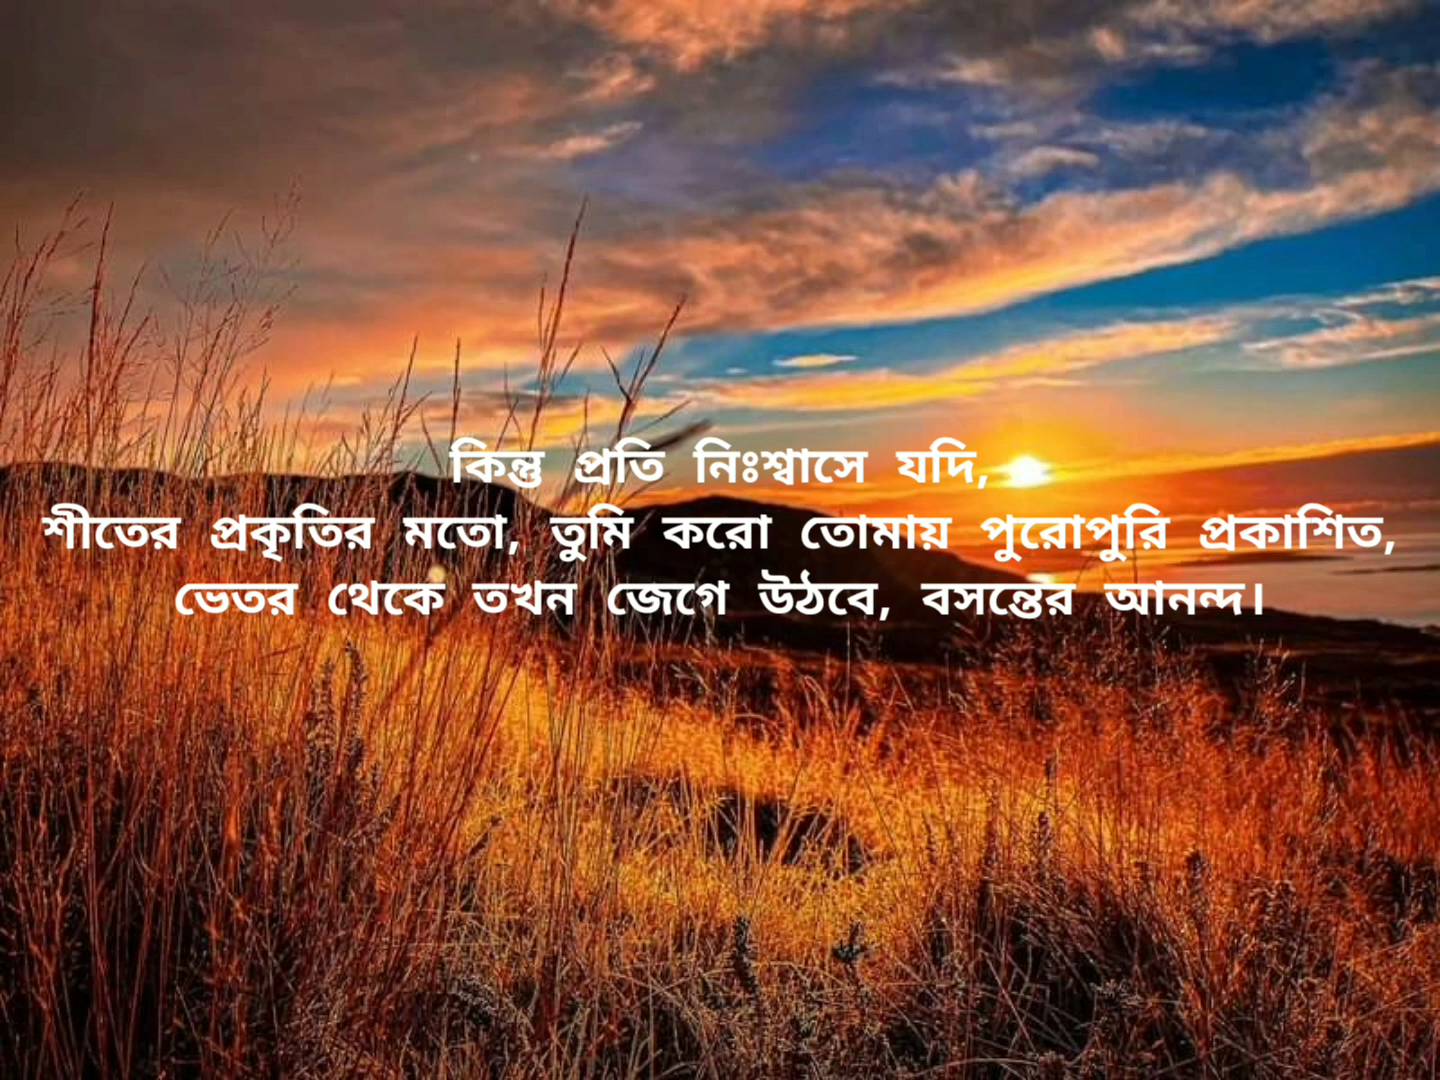 কিন্তু প্রতি নিঃশ্বাসে যদি,
শীতের প্রকৃতির মতো, তুমি করো তোমায় পুরোপুরি প্রকাশিত,
ভেতর থেকে তখন জেগে উঠবে, বসন্তের আনন্দ।